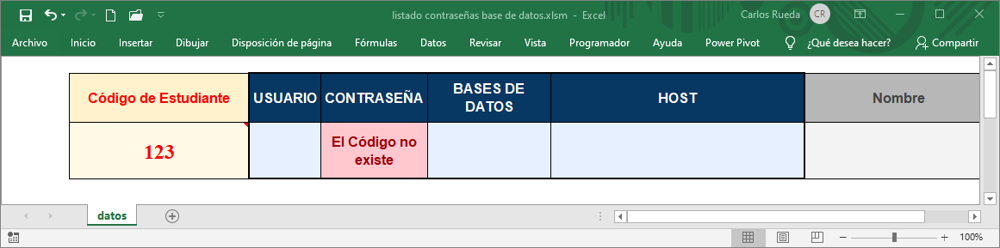 listado contraseñas base de datos.xlsm - Excel
Carlos Rueda
CR
Archivo Inicio Insertar Dibujar Disposición de página Fórmulas Datos Revisar Vista Programador Ayuda Power Pivot ¿Qué desea hacer? Compartir
Código de Estudiante USUARIO CONTRASEÑA BASES DE
DATOS HOST Nombre
123 El Código no
existe
datos
100%